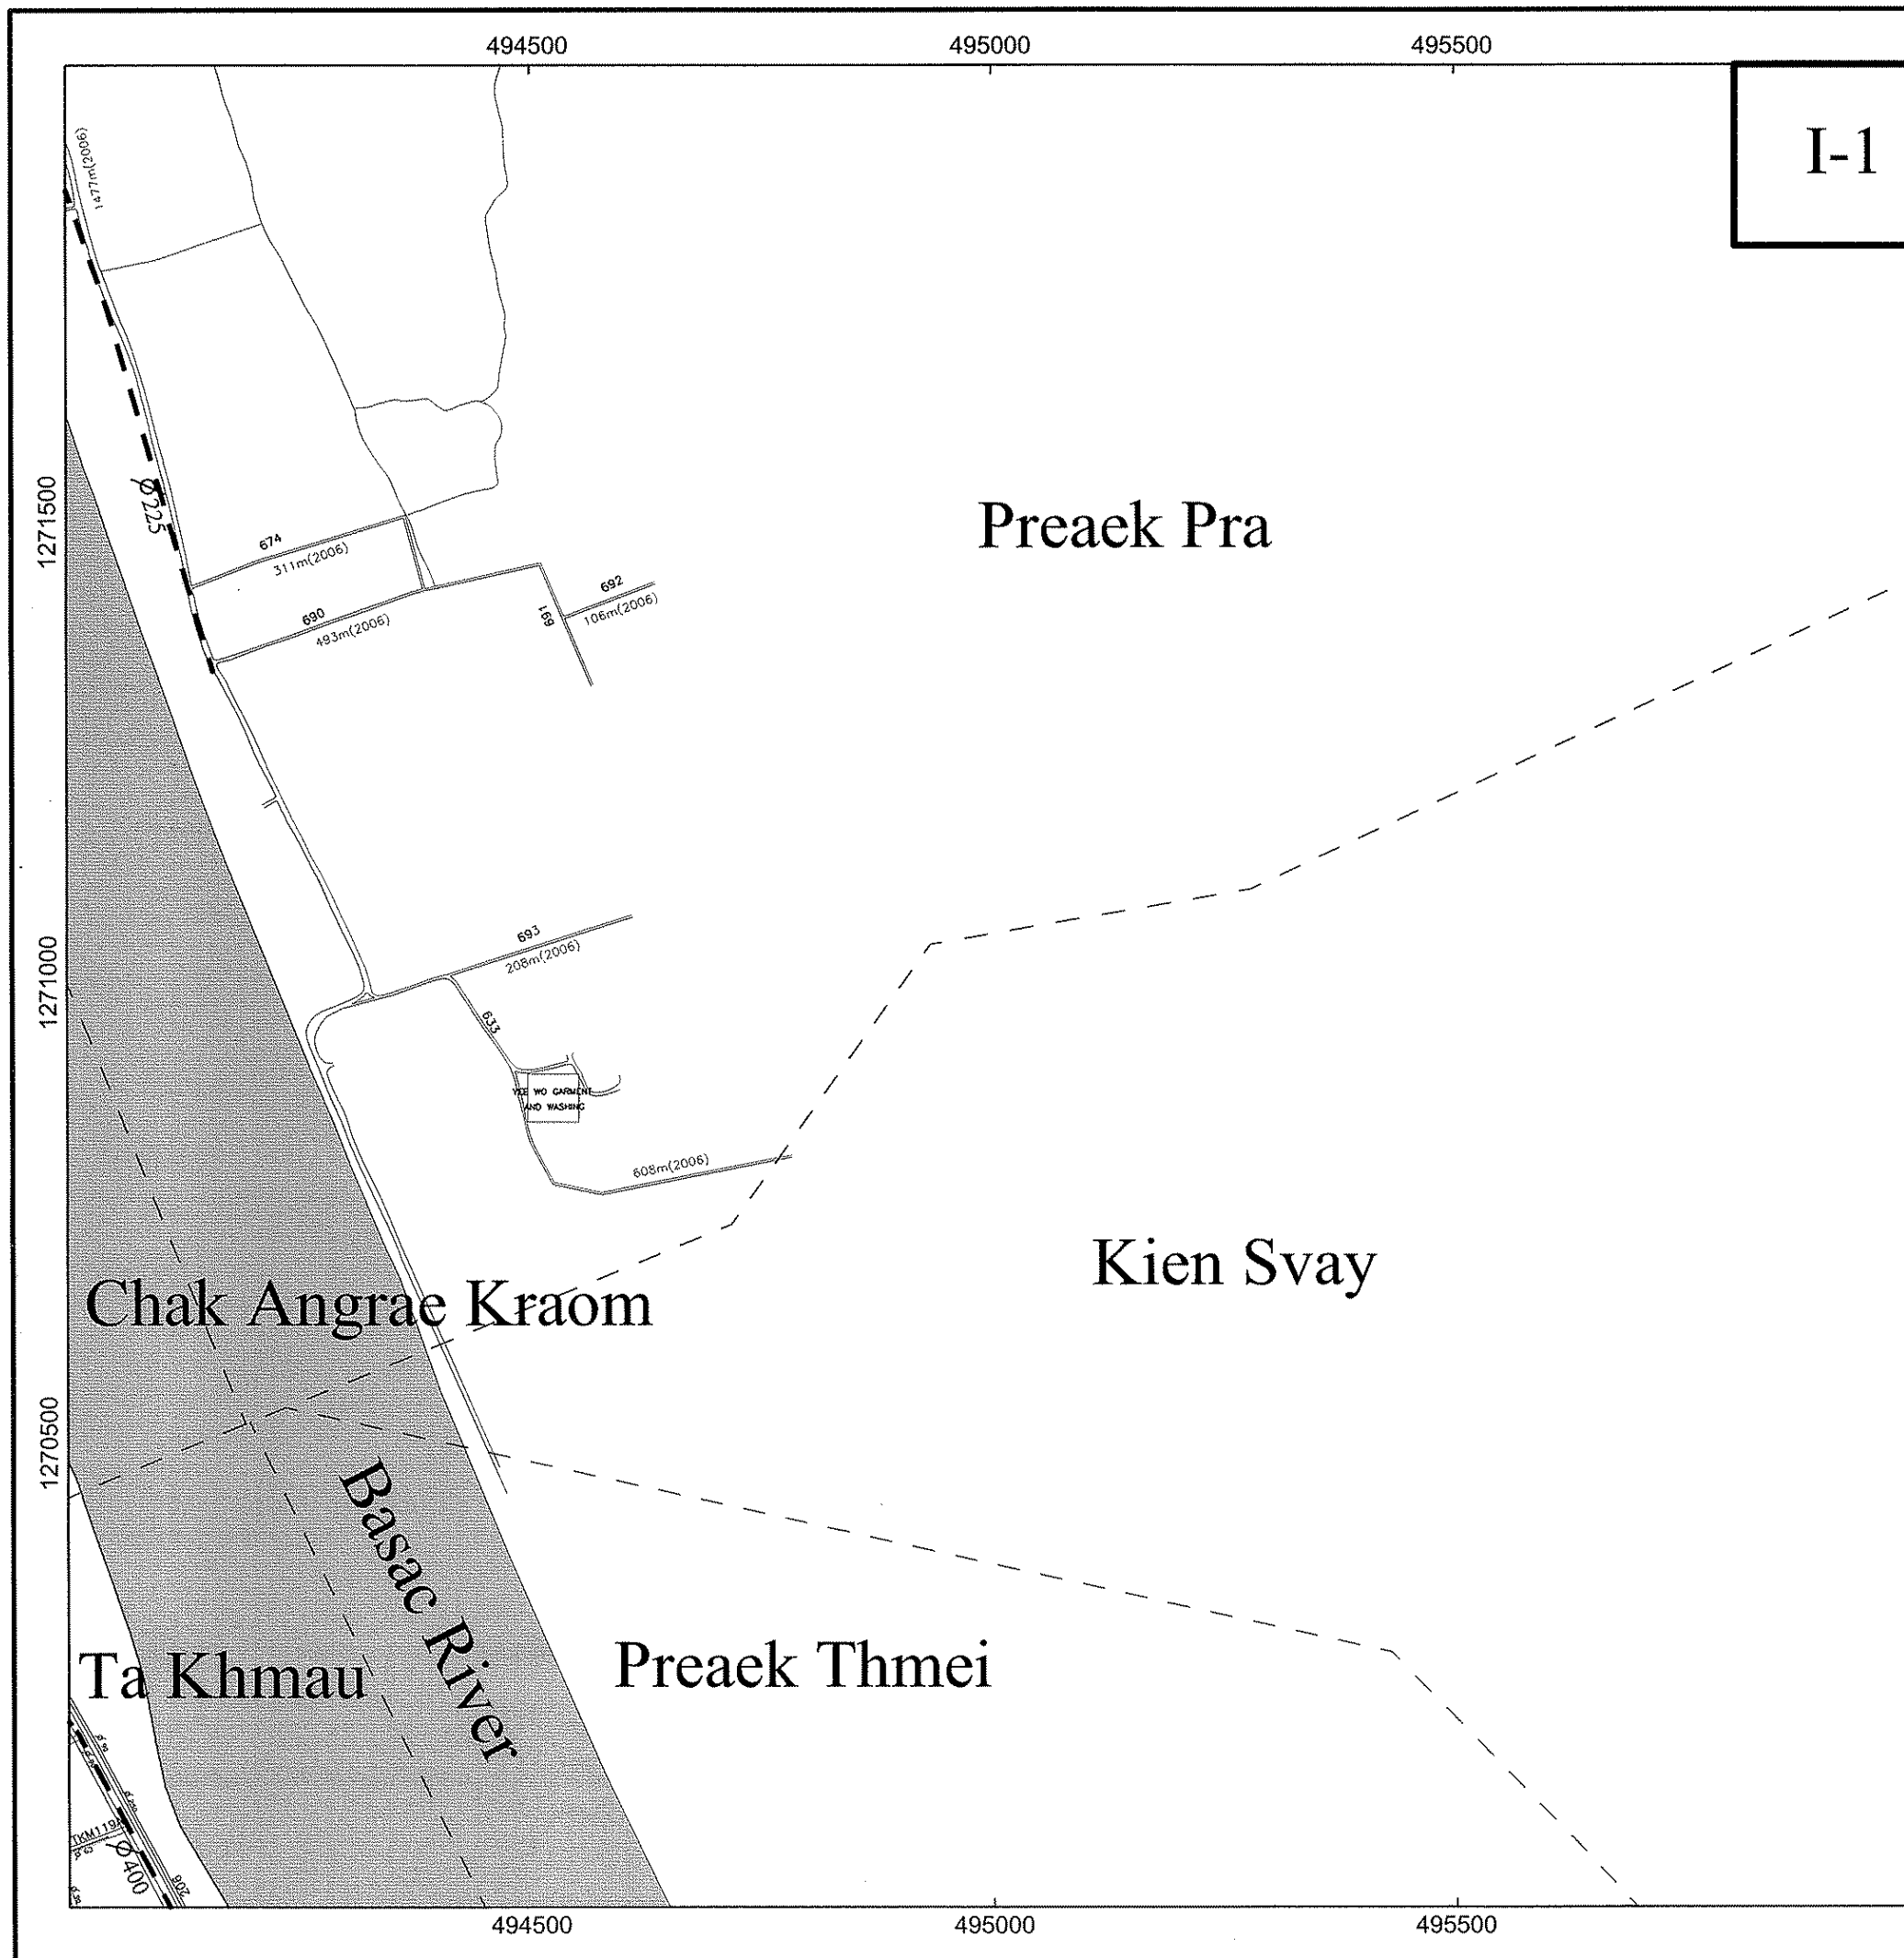 494500
495000
495500
I-1
1477m(2006)
1271500
Ø225
Preaek Pra
674
311m(2006)
690
493m(2006)
691
692
106m(2006)
1271000
693
208m(2006)
633
YEE WO GARMENT
AND WASHING
608m(2006)
Chak Angrae Kraom
Kien Svay
1270500
Basac River
Ta Khmau
Preaek Thmei
TKM119
Ø400
206
494500
495000
495500